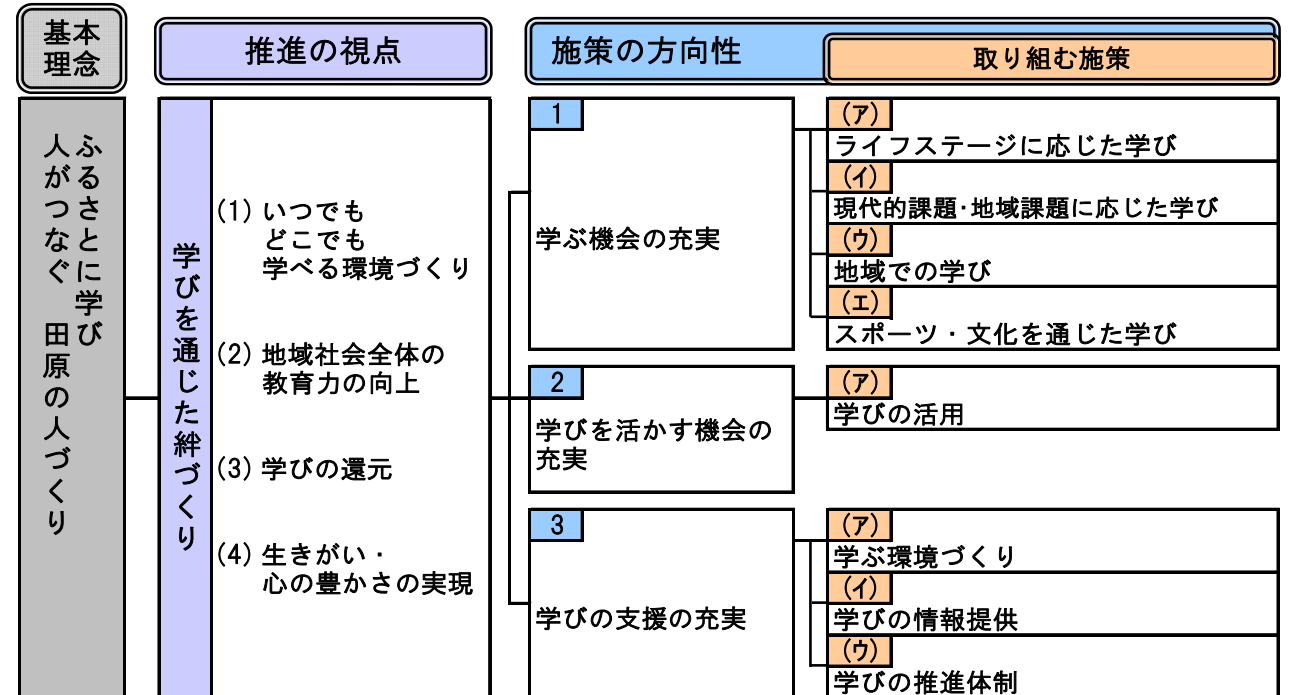 基本
理念
推進の視点
施策の方向性
取り組む施策
ふるさとに学び
人がつなぐ　田原の人づくり
学びを通じた絆づくり
(1) いつでも
どこでも
学べる環境づくり
(2) 地域社会全体の
教育力の向上
(3) 学びの還元
(4) 生きがい・
心の豊かさの実現
1
学ぶ機会の充実
(ア)
ライフステージに応じた学び
(イ)
現代的課題・地域課題に応じた学び
(ウ)
地域での学び
(エ)
スポーツ・文化を通じた学び
2
学びを活かす機会の
充実
(ア)
学びの活用
3
学びの支援の充実
(ア)
学ぶ環境づくり
(イ)
学びの情報提供
(ウ)
学びの推進体制